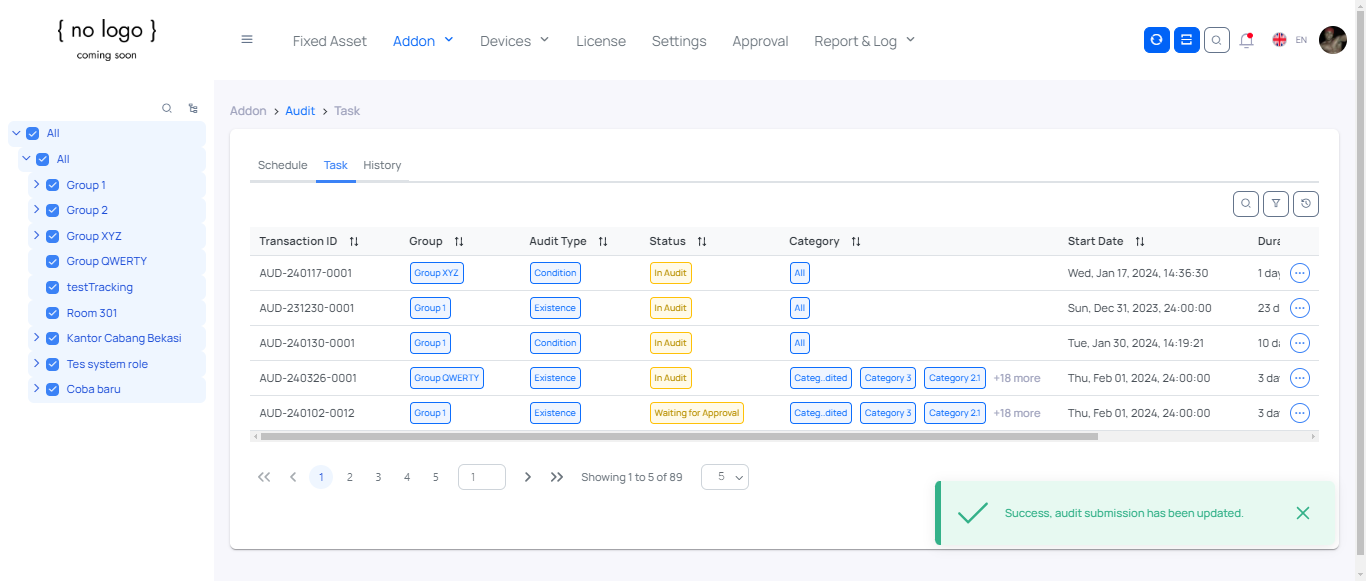 { no logo }
coming soon
Fixed Asset Addon Devices License Settings Approval Report & Log EN
All
All
Group 1
Group 2
Group XYZ
Group QWERTY
testTracking
Room 301
Kantor Cabang Bekasi
Tes system role
Coba baru
Addon > Audit > Task
Schedule Task History
Transaction ID Group Audit Type Status Category Start Date Dura
AUD-240117-0001 Group XYZ Condition In Audit All Wed, Jan 17, 2024, 14:36:30 1 day
AUD-231230-0001 Group 1 Existence In Audit All Sun, Dec 31, 2023, 24:00:00 23 d
AUD-240130-0001 Group 1 Condition In Audit All Tue, Jan 30, 2024, 14:19:21 10 da
AUD-240326-0001 Group QWERTY Existence In Audit Categ...dited Category 3 Category 2.1 +18 more Thu, Feb 01, 2024, 24:00:00 3 da
AUD-240102-0012 Group 1 Existence Waiting for Approval Categ...dited Category 3 Category 2.1 +18 more Thu, Feb 01, 2024, 24:00:00 3 da
1 2 3 4 5 1 Showing 1 to 5 of 89 5
Success, audit submission has been updated.